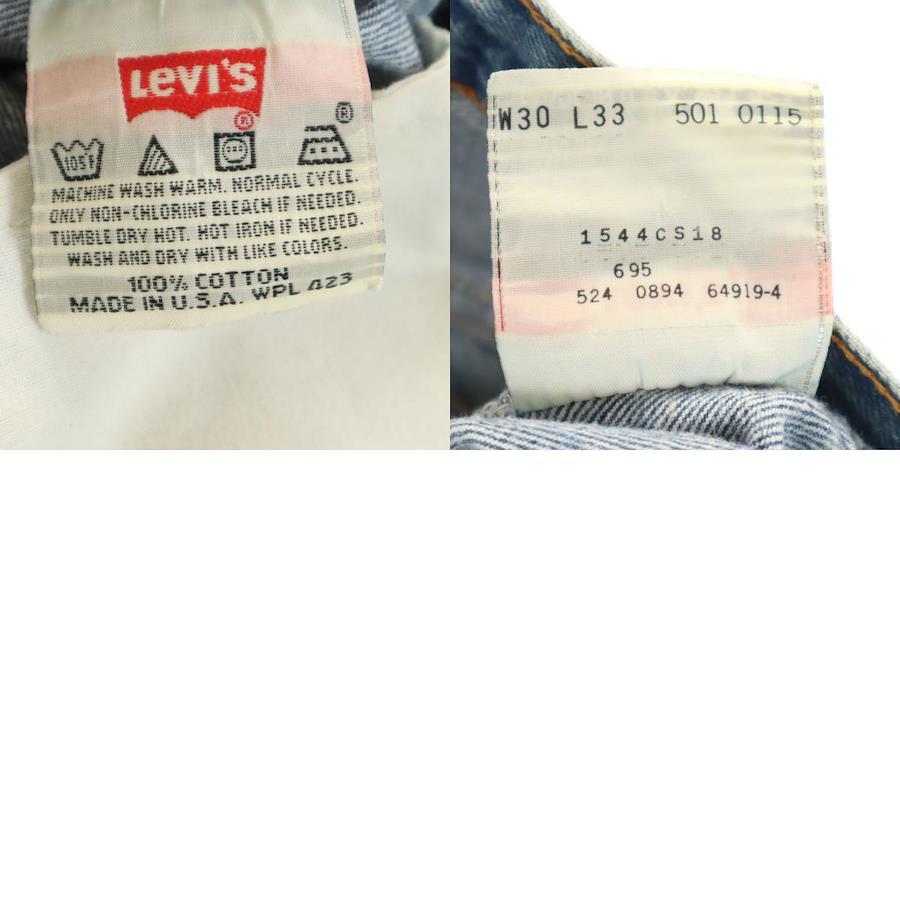 LEVI'S
®
®
105F
MACHINE WASH WARM. NORMAL CYCLE.
ONLY NON-CHLORINE BLEACH IF NEEDED.
TUMBLE DRY HOT. HOT IRON IF NEEDED.
WASH AND DRY WITH LIKE COLORS.
100% COTTON
MADE IN U.S.A. WPL 423
W30 L33 501 0115
1544CS18
695
524 0894 64919-4